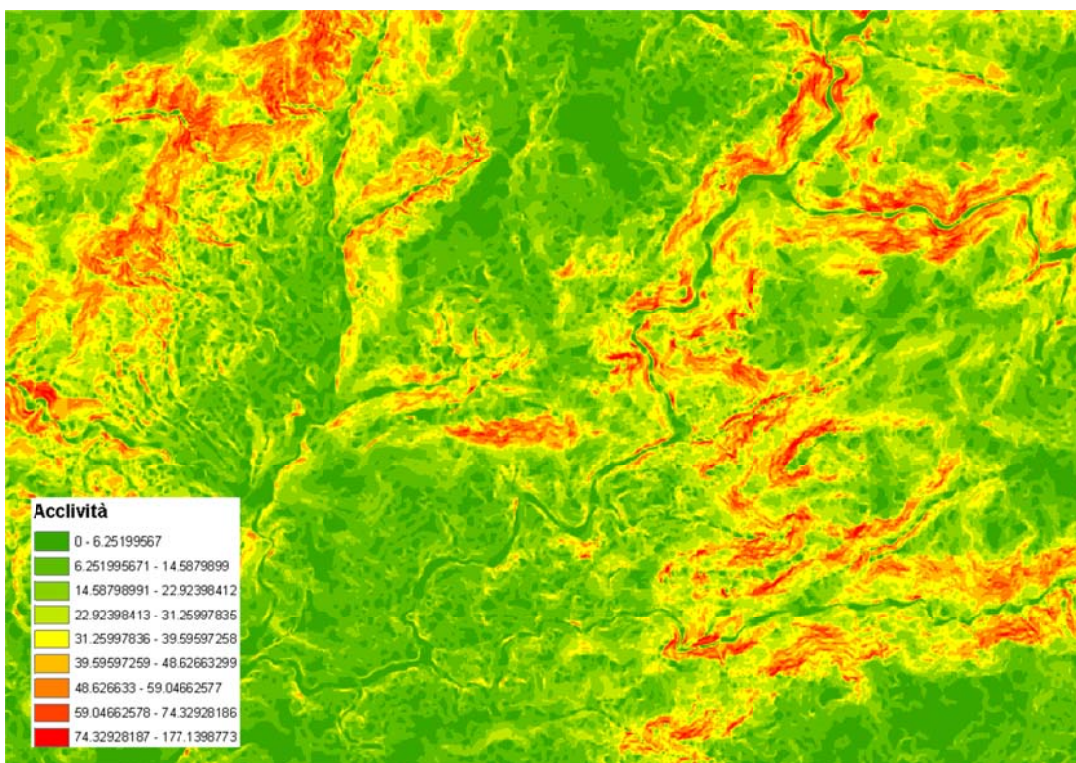 Acclività
0 - 6.25199567
6.251995671 - 14.5879899
14.58798991 - 22.92398412
22.92398413 - 31.25997835
31.25997836 - 39.59597258
39.59597259 - 48.62663299
48.626633 - 59.04662577
59.04662578 - 74.32928186
74.32928187 - 177.1398773